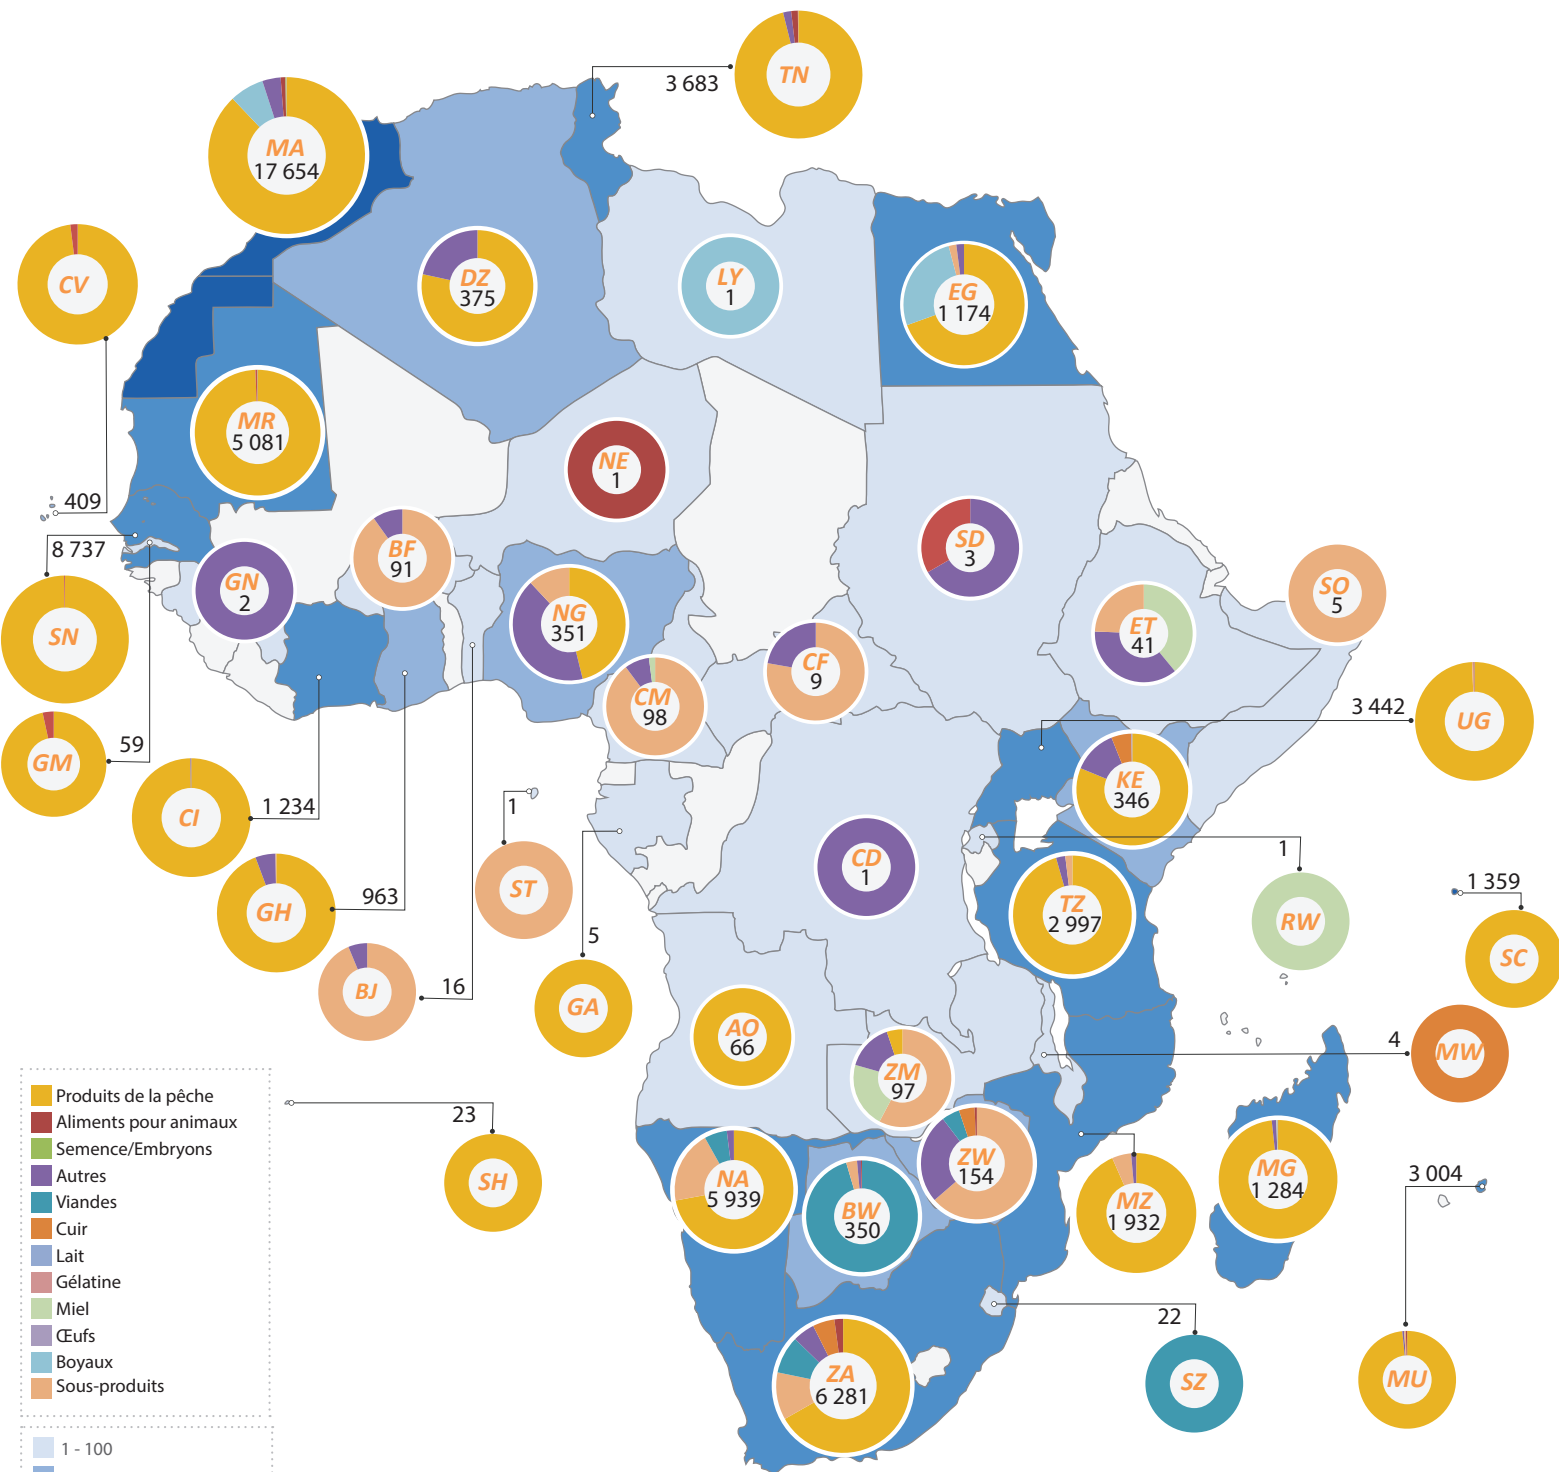 TN
3 683
MA
17 654
CV
DZ
375
LY
1
EG
1 174
MR
5 081
NE
1
409
8 737
SD
3
BF
91
GN
2
SO
5
NG
351
ET
41
SN
CF
9
CM
98
3 442
UG
59
GM
KE
346
1
1 234
CI
CD
1
1
963
GH
ST
TZ
2 997
RW
1 359
5
SC
16
BJ
GA
AO
66
4
MW
ZM
97
Produits de la pêche
Aliments pour animaux
Semence/Embryons
Autres
Viandes
Cuir
Lait
Gélatine
Miel
Œufs
Boyaux
Sous-produits
1 - 100
23
SH
ZW
154
MG
1 284
NA
5 939
3 004
MZ
1 932
BW
350
22
SZ
MU
ZA
6 281